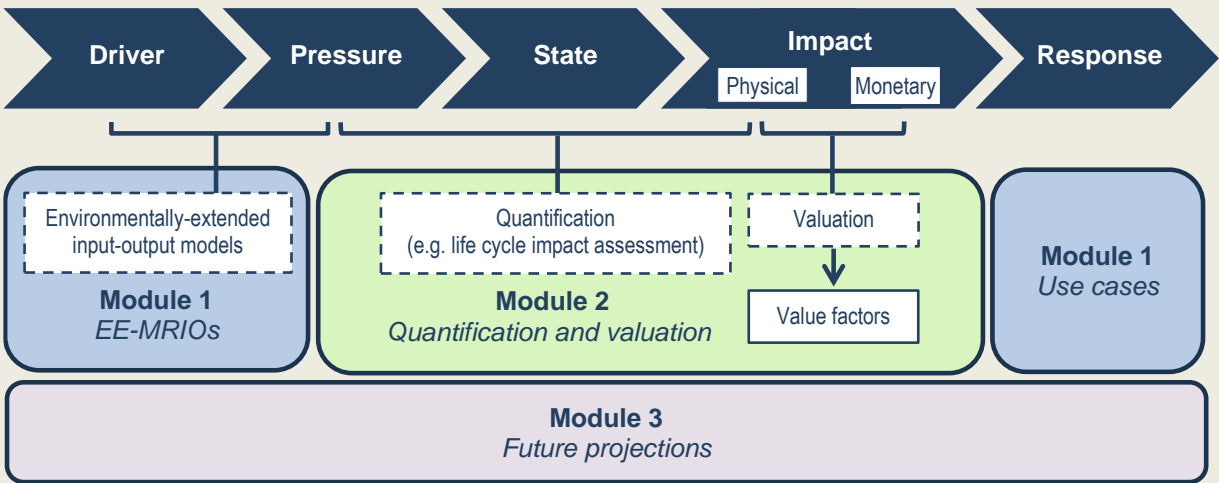 Driver
Pressure
State
Impact
Physical
Monetary
Response
Environmentally-extended
input-output models
Module 1
EE-MRIOs
Quantification
(e.g. life cycle impact assessment)
Module 2
Quantification and valuation
Valuation
Value factors
Module 1
Use cases
Module 3
Future projections